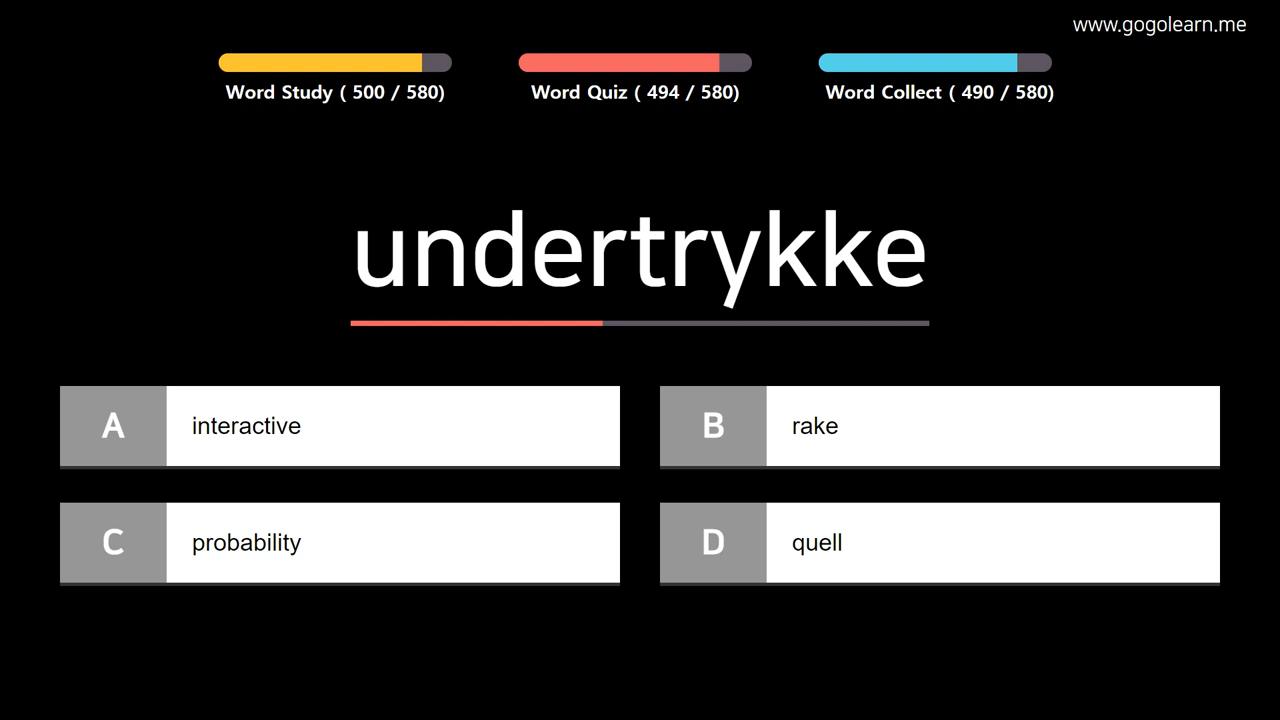 www.gogolearn.me
Word Study ( 500 / 580)
Word Quiz ( 494 / 580)
Word Collect ( 490 / 580)
undertrykke
A interactive
B rake
C probability
D quell